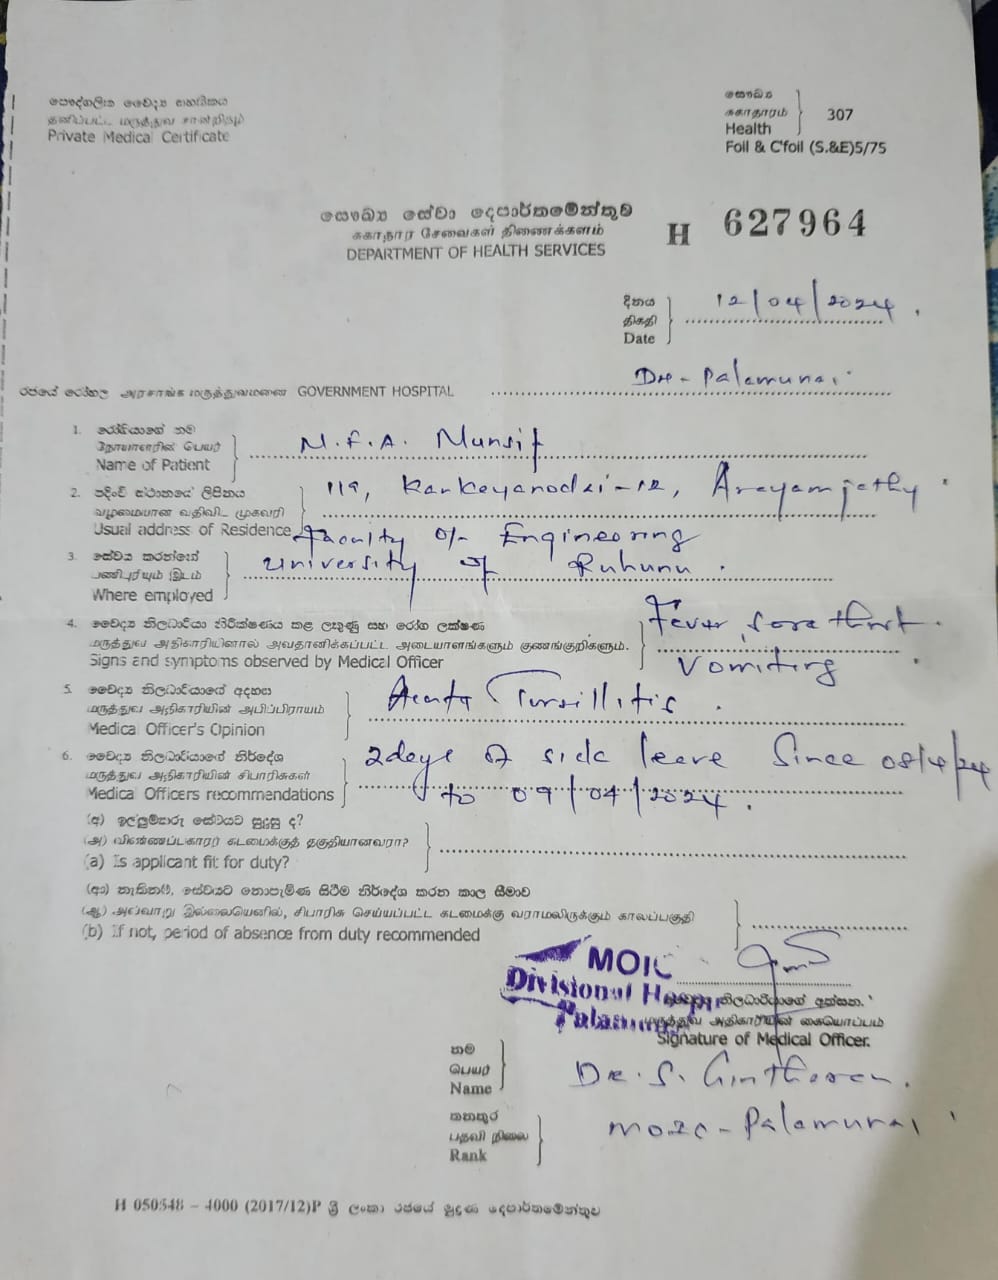 පෞද්ගලික වෛද්‍ය සහතිකය
தனிப்பட்ட மருத்துவ சான்றிதழ்
Private Medical Certificate
සෞඛ්‍ය
சுகாதாரம்
Health
307
Foil & C'foil (S.&E)5/75
සෞඛ්‍ය සේවා දෙපාර්තමේන්තුව
சுகாதார சேவைகள் திணைக்களம்
DEPARTMENT OF HEALTH SERVICES
H 627964
දිනය
திகதி
Date
12/04/2024.
රජයේ රෝහල அரசாங்க மருத்துவமனை GOVERNMENT HOSPITAL DH - Palamunai
1. රෝගියාගේ නම
நோயாளரின் பெயர்
Name of Patient
M.F.A. Munsif
2. පදිංචි ස්ථානයේ ලිපිනය
வழமையான வதிவிட முகவரி
Usual address of Residence
119, Kankeyanodai-12, Arayampathy
3. සේවය කරන්නේ
பணிபுரியும் இடம்
Where employed
Faculty of Engineering
University of Ruhunu.
4. වෛද්‍ය නිලධාරියා නිරීක්ෂණය කළ ලකුණු සහ රෝග ලක්ෂණ
மருத்துவ அதிகாரியினால் அவதானிக்கப்பட்ட அடையாளங்களும் குணங்குறிகளும்.
Signs and symptoms observed by Medical Officer
Fever, sore throt.
Vomiting
5. වෛද්‍ය නිලධාරියාගේ අදහස
மருத்துவ அதிகாரியின் அபிப்பிராயம்
Medical Officer's Opinion
Acute Tonsillitis.
6. වෛද්‍ය නිලධාරියාගේ නිර්දේශ
மருத்துவ அதிகாரியின் சிபாரிசுகள்
Medical Officers recommendations
2days of sick leave Since 08/4/24
to 09/04/2024.
(අ) ඉල්ලුම්කරු සේවයට සුදුසු ද?
(அ) விண்ணப்பகாரர் கடமைக்குத் தகுதியானவரா?
(a) Is applicant fit for duty?
(ආ) නැතිනම්, සේවයට නොපැමිණ සිටීම නිර්දේශ කරන කාල සීමාව
(ஆ) அவ்வாறு இல்லையெனில், சிபாரிசு செய்யப்பட்ட கடமைக்கு வராமலிருக்கும் காலப்பகுதி
(b) If not, period of absence from duty recommended
MOIC
Divisional Hospital
Palamunai
වෛද්‍ය නිලධාරියාගේ අත්සන.
மருத்துவ அதிகாரியின் கையொப்பம்
Signature of Medical Officer.
නම
பெயர்
Name
DR. S.
තනතුර
பதவி நிலை
Rank
MOIC - Palamunai
H 050548 – 4000 (2017/12)P ශ්‍රී ලංකා රජයේ මුද්‍රණ දෙපාර්තමේන්තුව